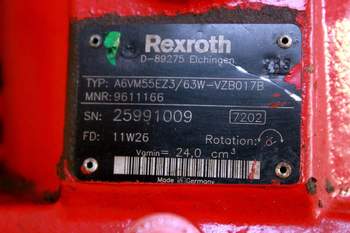 Rexroth
D-89275 Elchingen
TYP: A6VM55EZ3/63W-VZB017B
MNR: 9611166
SN: 25991009 7202
FD: 11W26 Rotation:
Vgmin= 24,0 cm³
Made in Germany